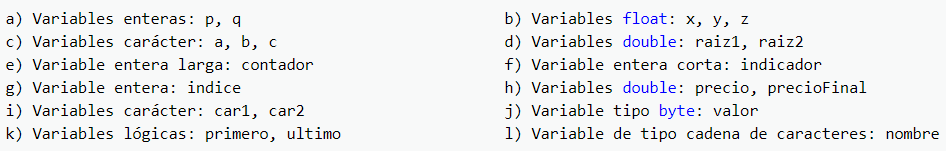 a) Variables enteras: p, q b) Variables float: x, y, z
c) Variables carácter: a, b, c d) Variables double: raiz1, raiz2
e) Variable entera larga: contador f) Variable entera corta: indicador
g) Variable entera: indice h) Variables double: precio, precioFinal
i) Variables carácter: car1, car2 j) Variable tipo byte: valor
k) Variables lógicas: primero, ultimo l) Variable de tipo cadena de caracteres: nombre